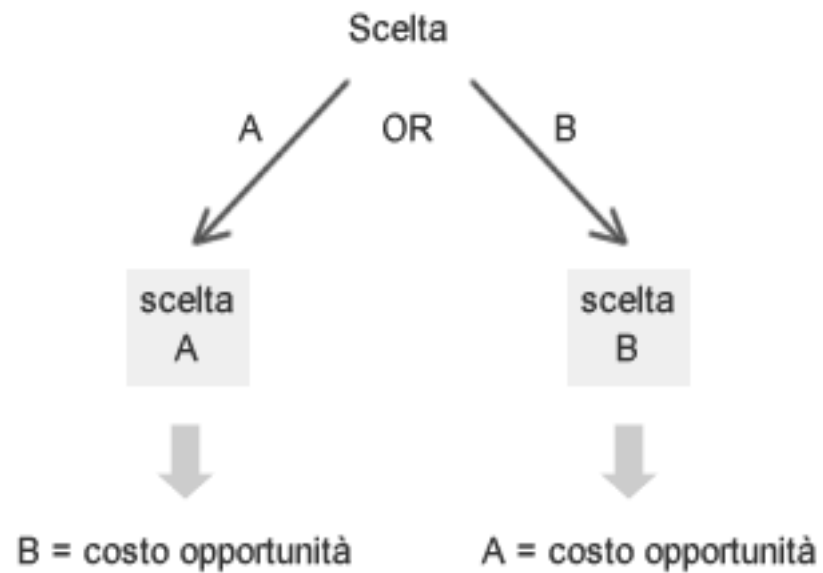 Scelta
A OR B
scelta
A
scelta
B
B = costo opportunità
A = costo opportunità